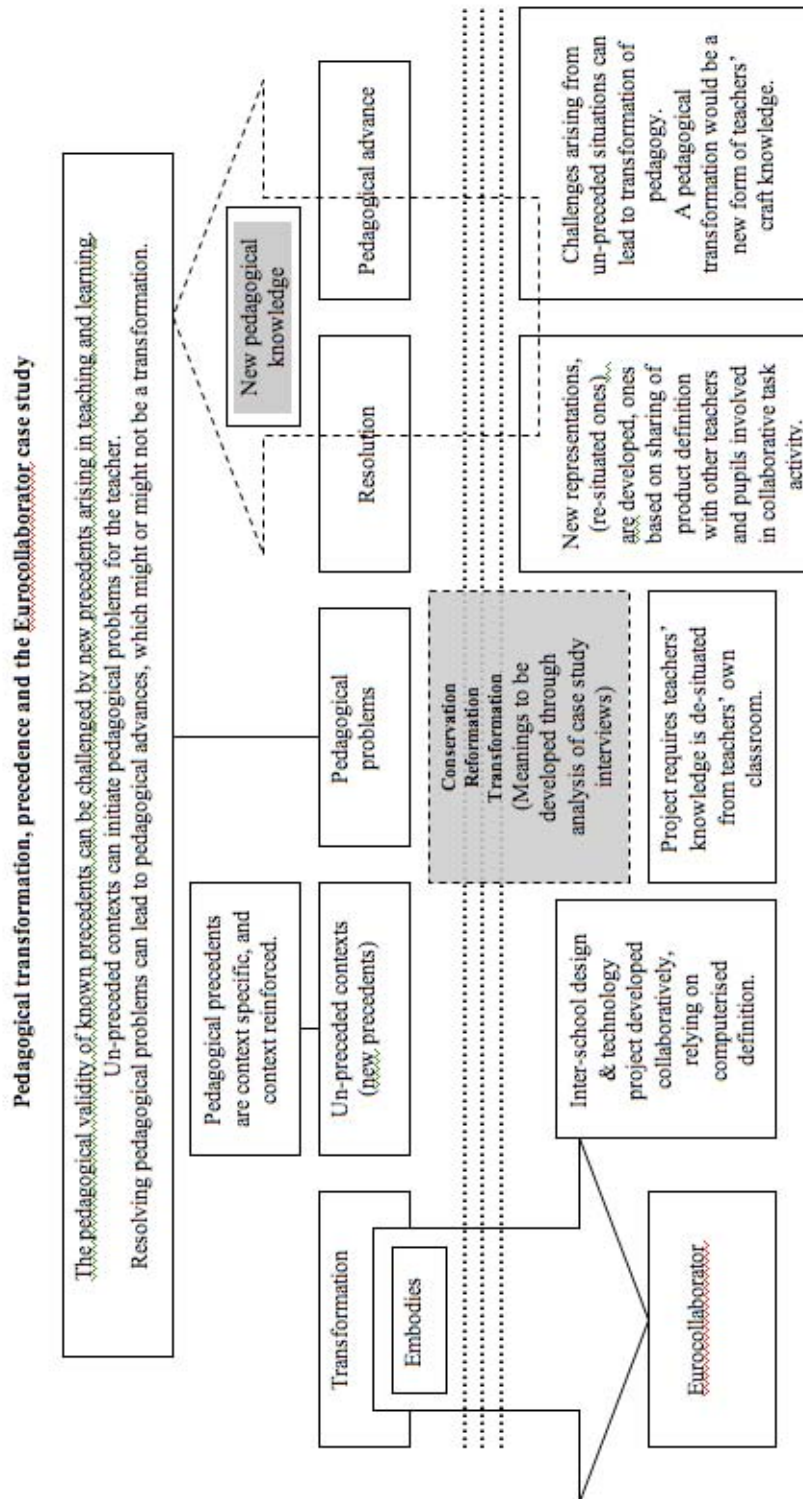 Pedagogical transformation, precedence and the Eurocollaborator case study
The pedagogical validity of known precedents can be challenged by new precedents arising in teaching and learning.
Un-preceded contexts can initiate pedagogical problems for the teacher.
Resolving pedagogical problems can lead to pedagogical advances, which might or might not be a transformation.
Pedagogical precedents
are context specific, and
context reinforced.
New pedagogical
knowledge
Transformation
Un-preceded contexts
(new precedents)
Pedagogical
problems
Resolution
Pedagogical advance
Embodies
Conservation
Reformation
Transformation
(Meanings to be
developed through
analysis of case study
interviews)
Eurocollaborator
Inter-school design
& technology
project developed
collaboratively,
relying on
computerised
definition.
Project requires teachers’
knowledge is de-situated
from teachers’ own
classroom.
New representations,
(re-situated ones)
are developed, ones
based on sharing of
product definition
with other teachers
and pupils involved
in collaborative task
activity.
Challenges arising from
un-preceded situations can
lead to transformation of
pedagogy.
A pedagogical
transformation would be a
new form of teachers’
craft knowledge.